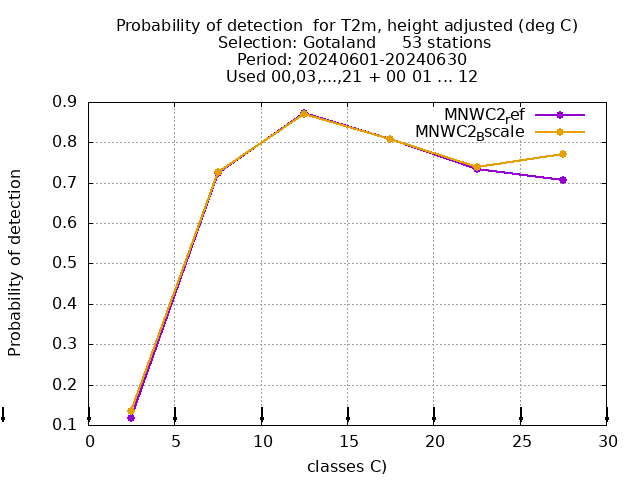 Probability of detection  for T2m, height adjusted (deg C)
Selection: Gotaland     53 stations
Period: 20240601-20240630
Used 00,03,...,21 + 00 01 ... 12
MNWC2_ref
MNWC2_Bscale
Probability of detection
0.9
0.8
0.7
0.6
0.5
0.4
0.3
0.2
0.1
0 5 10 15 20 25 30
classes C)